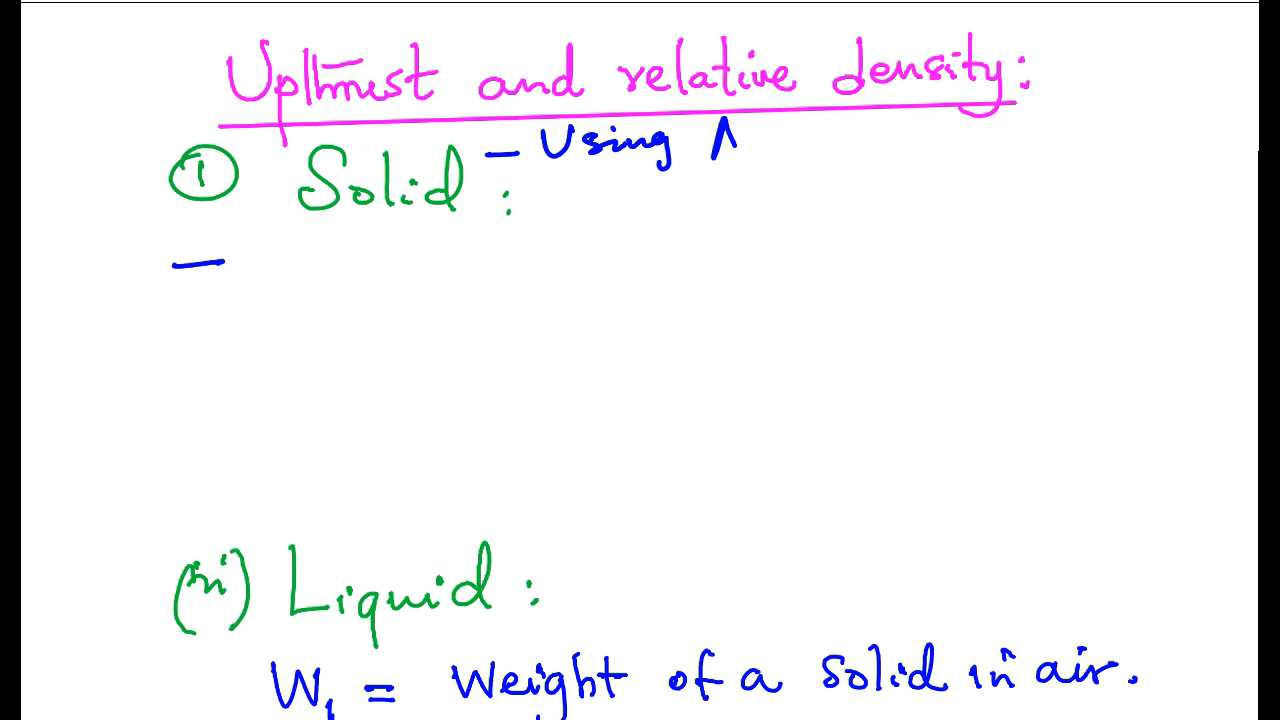 Upthrust and relative density:
① Solid: - Using A
-
(ii) Liquid:
W₁ = Weight of a solid in air.